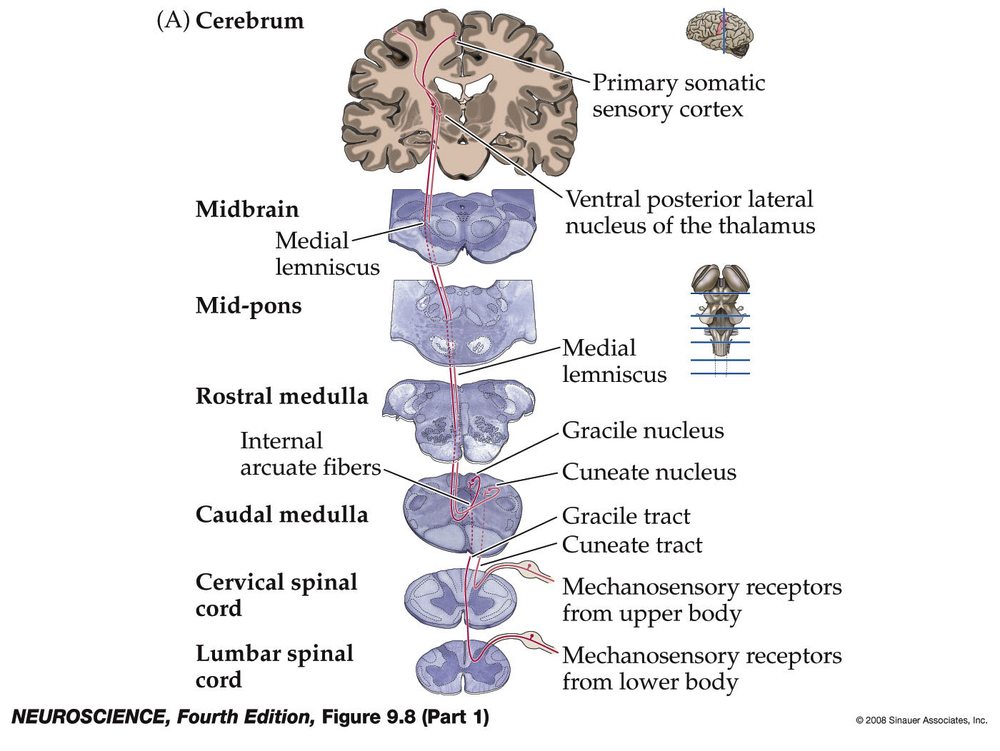 (A) Cerebrum
Primary somatic
sensory cortex
Ventral posterior lateral
nucleus of the thalamus
Midbrain
Medial
lemniscus
Mid-pons
Medial
lemniscus
Rostral medulla
Gracile nucleus
Internal
arcuate fibers
Cuneate nucleus
Caudal medulla
Gracile tract
Cuneate tract
Cervical spinal
cord
Mechanosensory receptors
from upper body
Lumbar spinal
cord
Mechanosensory receptors
from lower body
NEUROSCIENCE, Fourth Edition, Figure 9.8 (Part 1)
© 2008 Sinauer Associates, Inc.